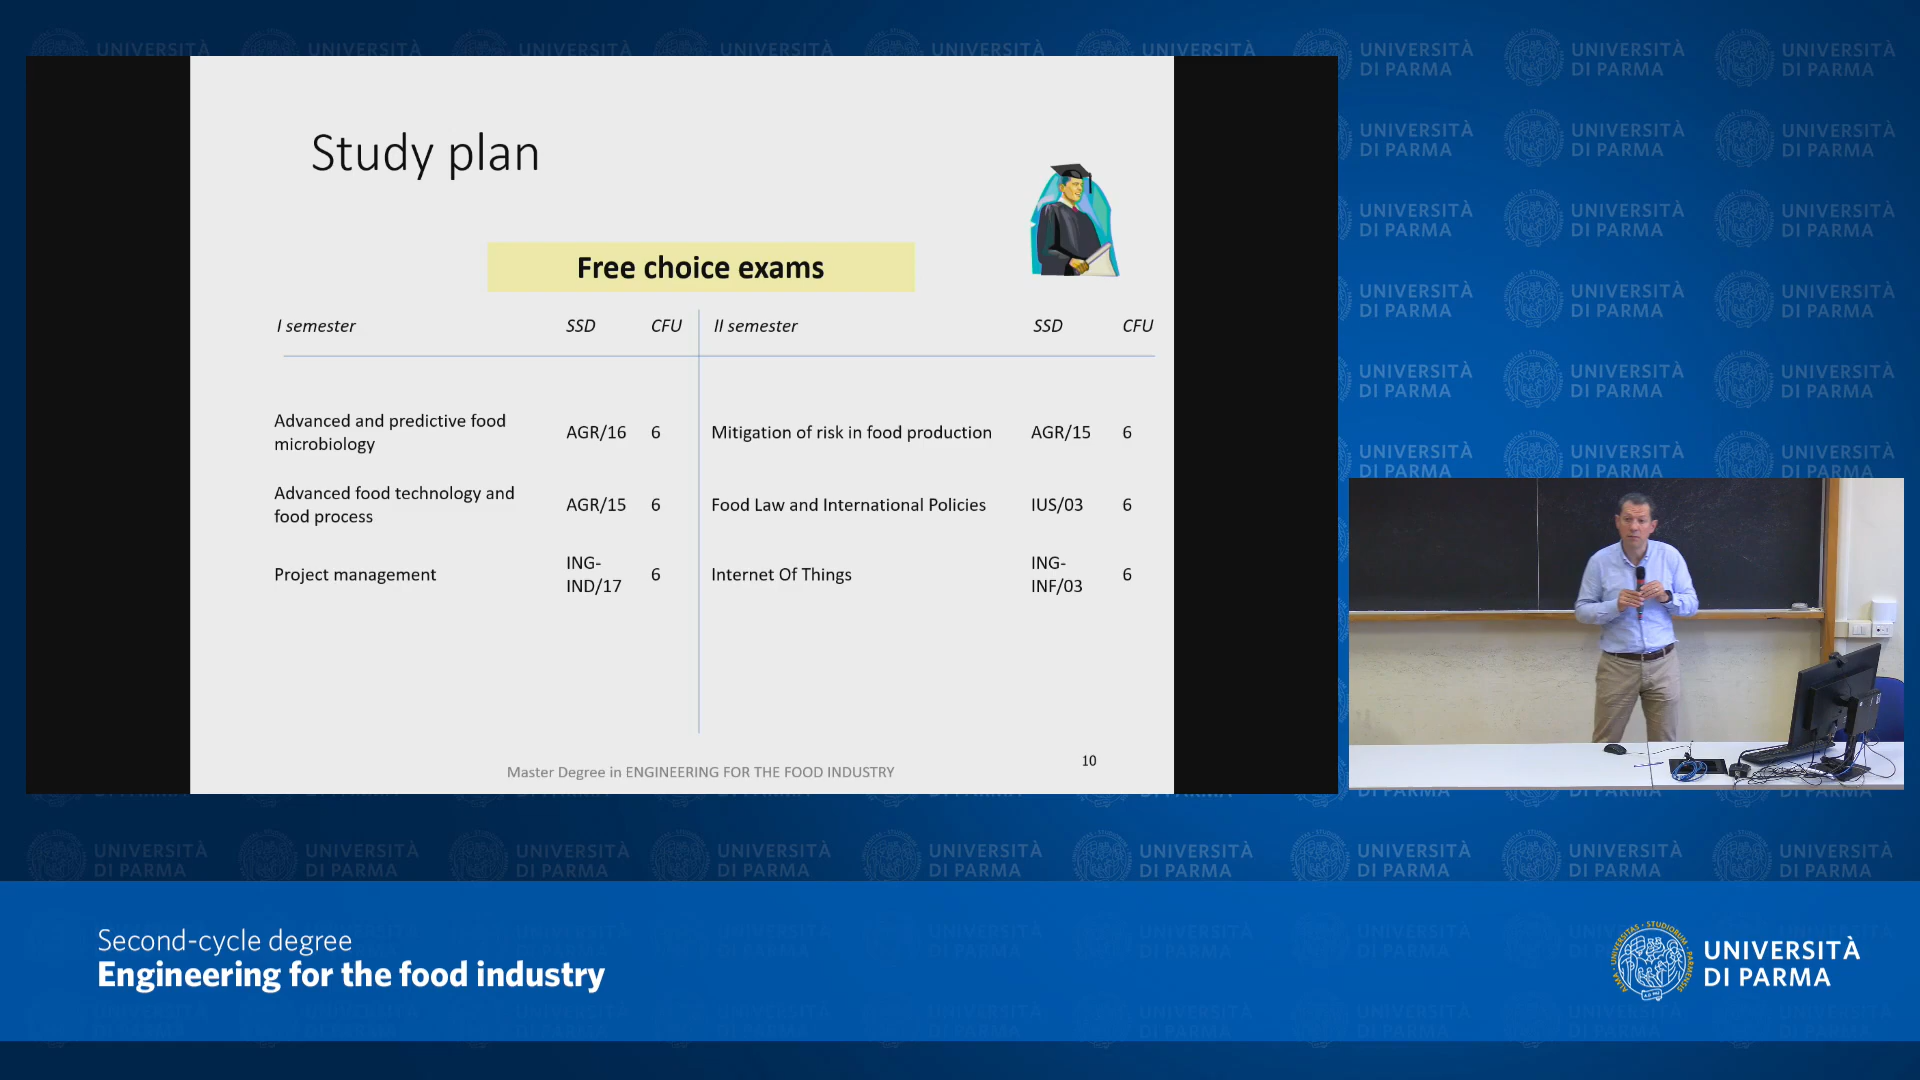 Study plan
Free choice exams
I semester SSD CFU II semester SSD CFU
Advanced and predictive food
microbiology AGR/16 6 Mitigation of risk in food production AGR/15 6
Advanced food technology and
food process AGR/15 6 Food Law and International Policies IUS/03 6
Project management ING-
IND/17 6 Internet Of Things ING-
INF/03 6
Master Degree in ENGINEERING FOR THE FOOD INDUSTRY
10
Second-cycle degree
Engineering for the food industry
UNIVERSITÀ
DI PARMA